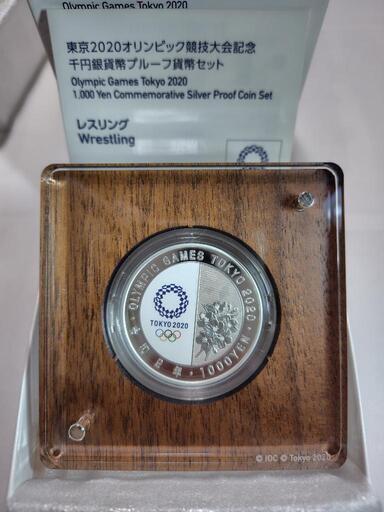 Olympic Games Tokyo 2020
東京2020オリンピック競技大会記念
千円銀貨幣プルーフ貨幣セット
Olympic Games Tokyo 2020
1,000 Yen Commemorative Silver Proof Coin Set
レスリング
Wrestling
OLYMPIC GAMES TOKYO 2020
TOKYO 2020
1000YEN
© IOC © Tokyo 2020